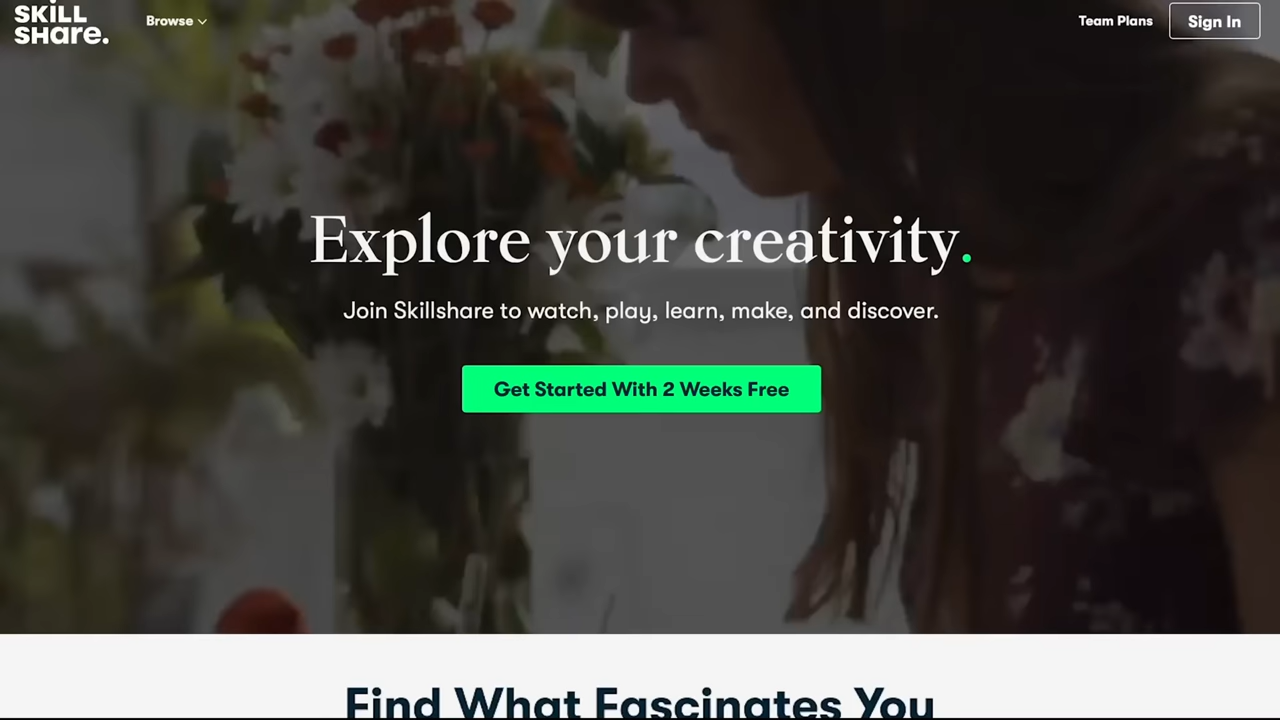 SKILL
SHare.
Browse
Team Plans
Sign In
Explore your creativity.
Join Skillshare to watch, play, learn, make, and discover.
Get Started With 2 Weeks Free
Find What Fascinates You